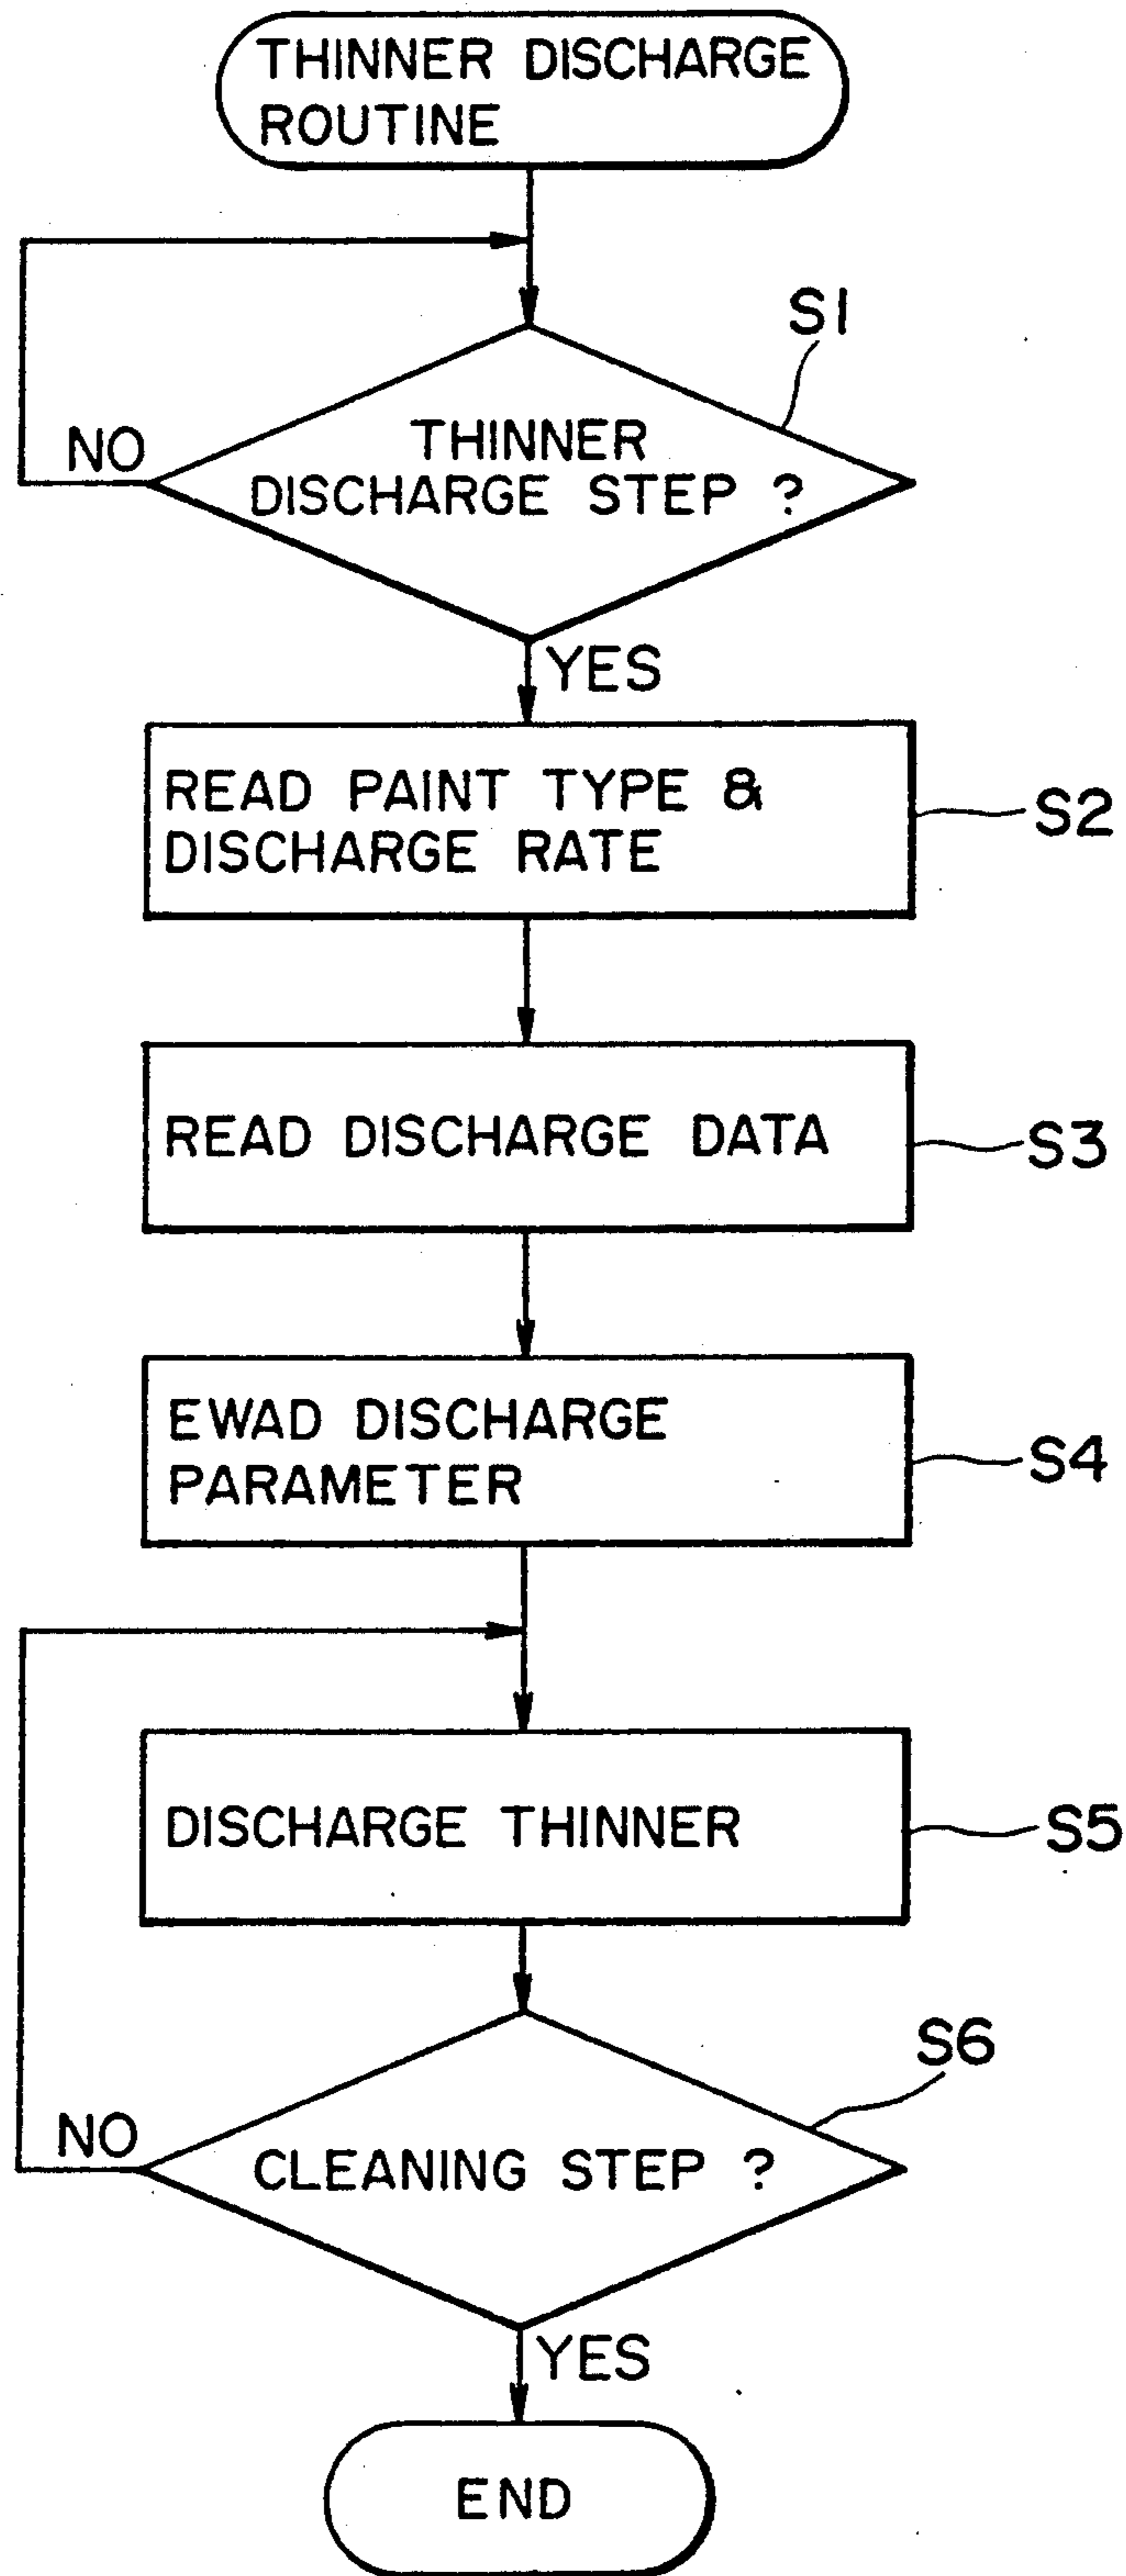 THINNER DISCHARGE
ROUTINE
S1
NO
THINNER
DISCHARGE STEP ?
YES
READ PAINT TYPE &
DISCHARGE RATE
S2
READ DISCHARGE DATA
S3
EWAD DISCHARGE
PARAMETER
S4
DISCHARGE THINNER
S5
S6
NO
CLEANING STEP ?
YES
END